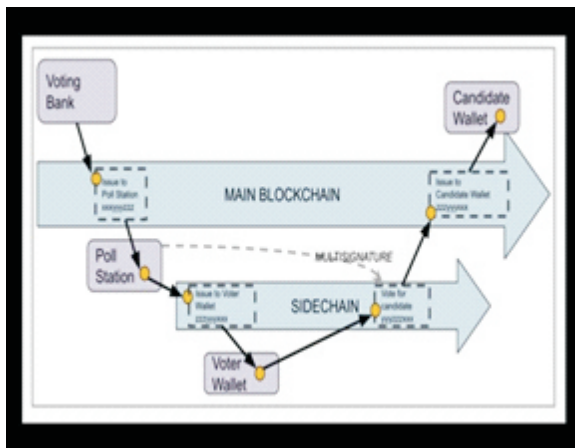 Voting
Bank
Candidate
Wallet
Issue to
Poll Station
MAIN BLOCKCHAIN
Issue to
Candidate Wallet
Poll
Station
MULTISIGNATURE
Issue to Voter
Wallet
SIDECHAIN
Vote for
candidate
Voter
Wallet